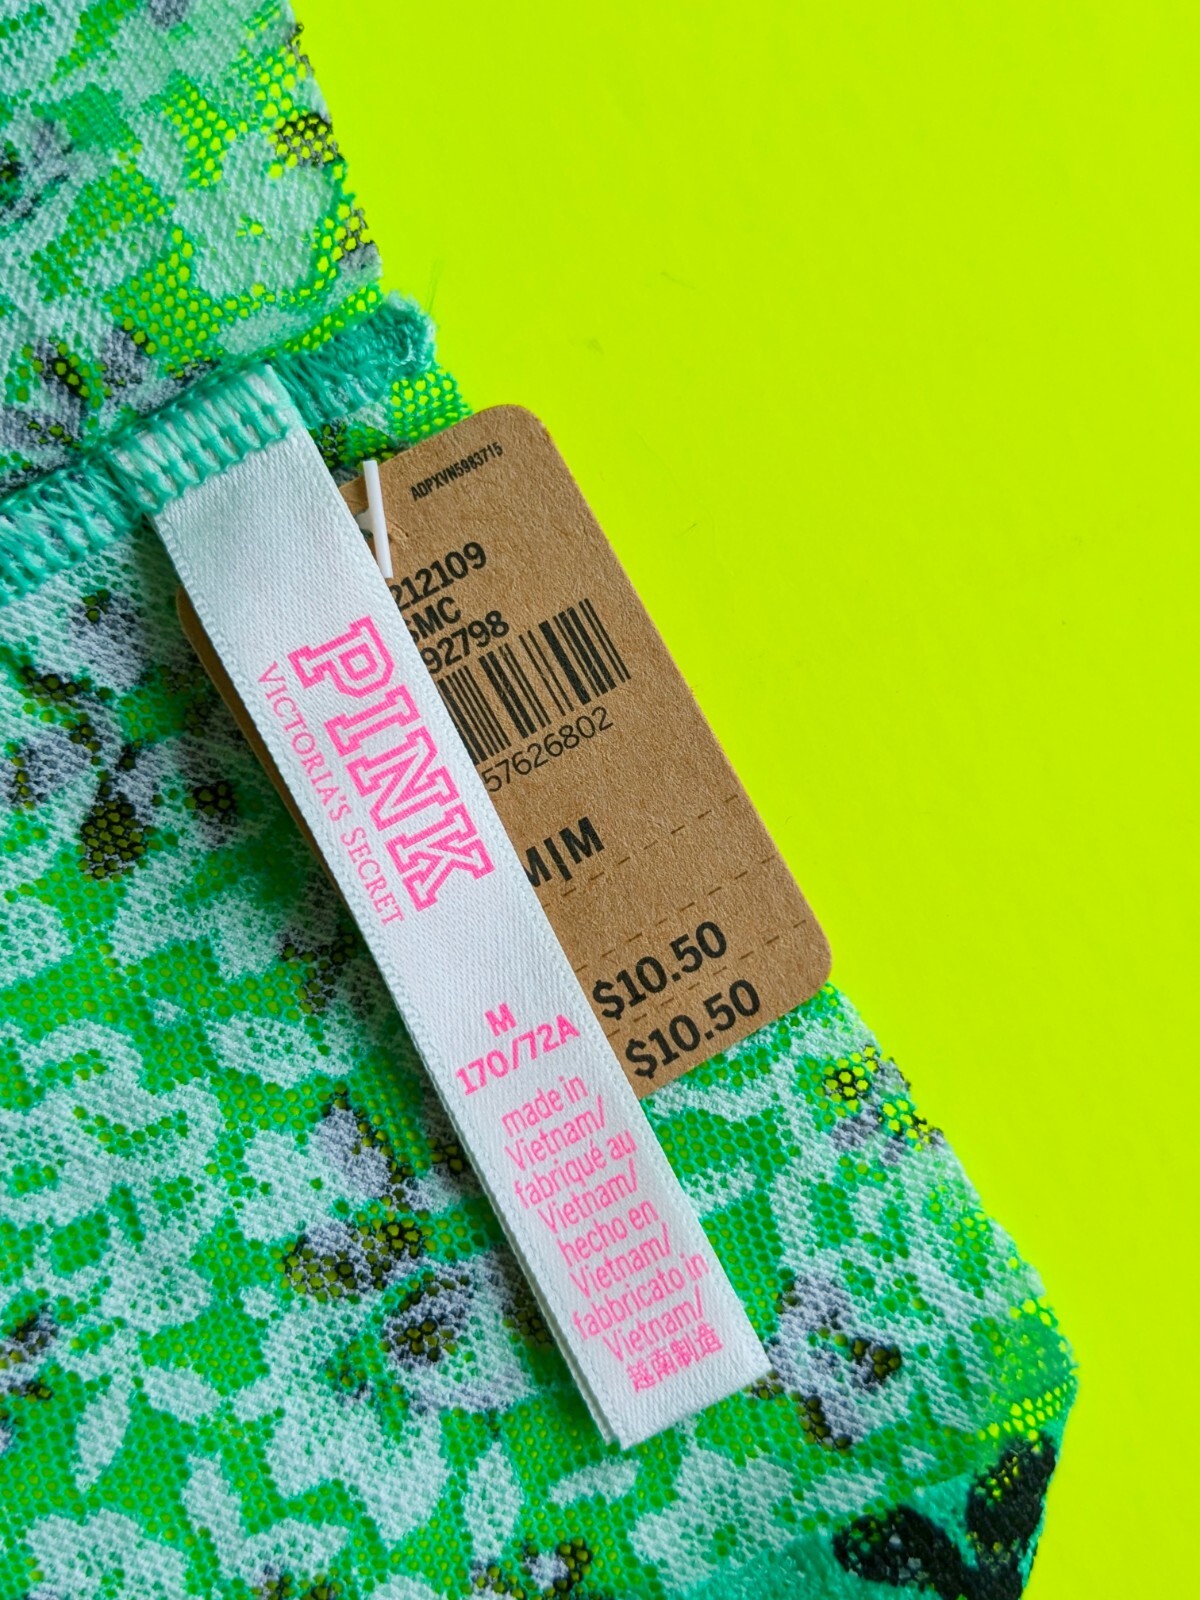 ADPXVN5983715
212109
SMC
92798
57626802
M|M
$10.50
$10.50
PINK
VICTORIA'S SECRET
M
170/72A
made in
Vietnam/
fabriqué au
Vietnam/
hecho en
Vietnam/
fabbricato in
Vietnam/
越南制造